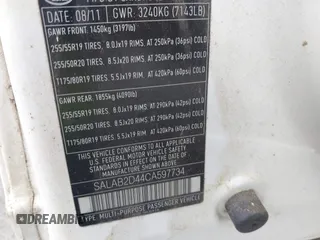 DATE 08/11 GWR: 3240KG (7143LB)
GAWR FRONT: 1450kg (3197lb)
255/55R19 TIRES, 8.0Jx19 RIMS, AT 250kPa (36psi) COLD
255/50R20 TIRES, 8.5Jx20 RIMS, AT 250kPa (36psi) COLD
T175/80R19 TIRES, 5.5Jx19 RIM, AT 420kPa (60psi) COLD
GAWR REAR: 1855kg (4090lb)
255/55R19 TIRES, 8.0Jx19 RIMS, AT 290kPa (42psi) COLD
255/50R20 TIRES, 8.5Jx20 RIMS, AT 290kPa (42psi) COLD
T175/80R19 TIRES, 5.5Jx19 RIM, AT 420kPa (60psi) COLD
THIS VEHICLE CONFORMS TO ALL APPLICABLE
U.S. FEDERAL MOTOR VEHICLE SAFETY
STANDARDS IN EFFECT ON THE DATE OF
MANUFACTURE SHOWN ABOVE.
SALAB2D44CA597734
TYPE: MULTI-PURPOSE PASSENGER VEHICLE